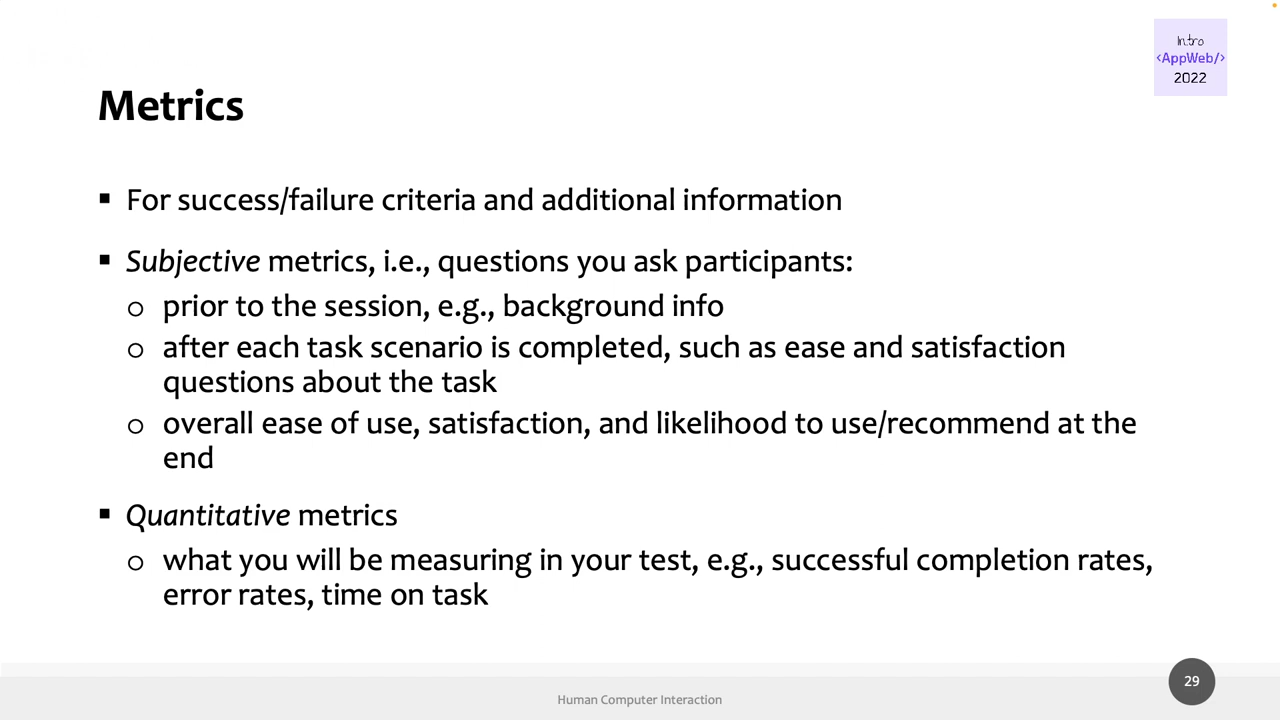 Intro
<AppWeb/>
2022
Metrics
▪ For success/failure criteria and additional information
▪ Subjective metrics, i.e., questions you ask participants:
o prior to the session, e.g., background info
o after each task scenario is completed, such as ease and satisfaction
questions about the task
o overall ease of use, satisfaction, and likelihood to use/recommend at the
end
▪ Quantitative metrics
o what you will be measuring in your test, e.g., successful completion rates,
error rates, time on task
Human Computer Interaction
29